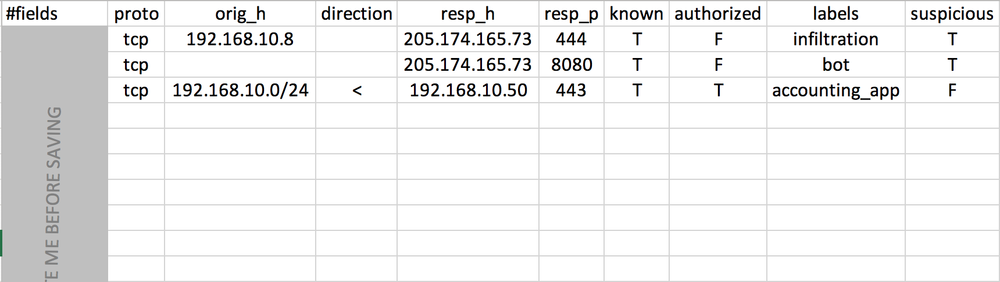 #fields proto orig_h direction resp_h resp_p known authorized labels suspicious
tcp 192.168.10.8 205.174.165.73 444 T F infiltration T
tcp 205.174.165.73 8080 T F bot T
tcp 192.168.10.0/24 < 192.168.10.50 443 T T accounting_app F
ME BEFORE SAVING